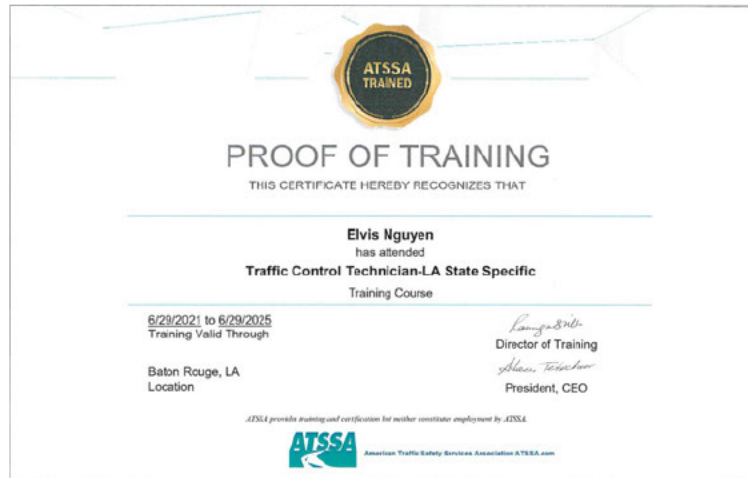 ATSSA
TRAINED
PROOF OF TRAINING
THIS CERTIFICATE HEREBY RECOGNIZES THAT
Elvis Nguyen
has attended
Traffic Control Technician-LA State Specific
Training Course
6/29/2021 to 6/29/2025
Training Valid Through
Director of Training
Baton Rouge, LA
Location
President, CEO
ATSSA provides training and certification but neither constitutes employment by ATSSA.
ATSSA
American Traffic Safety Services Association ATSSA.com